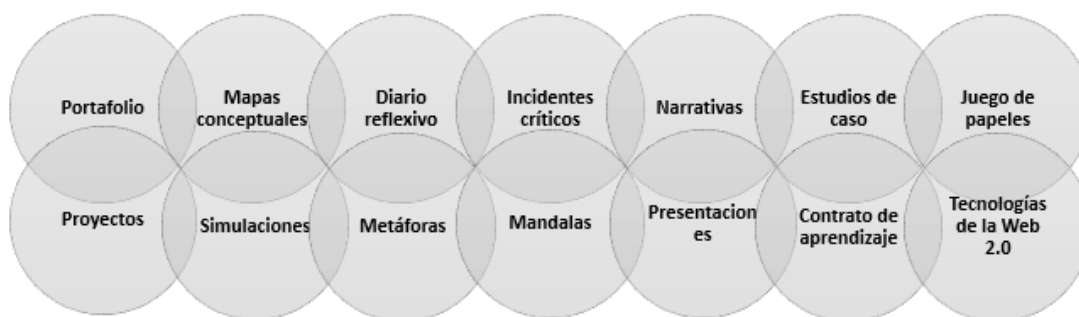 Portafolio
Mapas
conceptuales
Diario
reflexivo
Incidentes
críticos
Narrativas
Estudios de
caso
Juego de
papeles
Proyectos
Simulaciones
Metáforas
Mandalas
Presentacion
es
Contrato de
aprendizaje
Tecnologías
de la Web
2.0